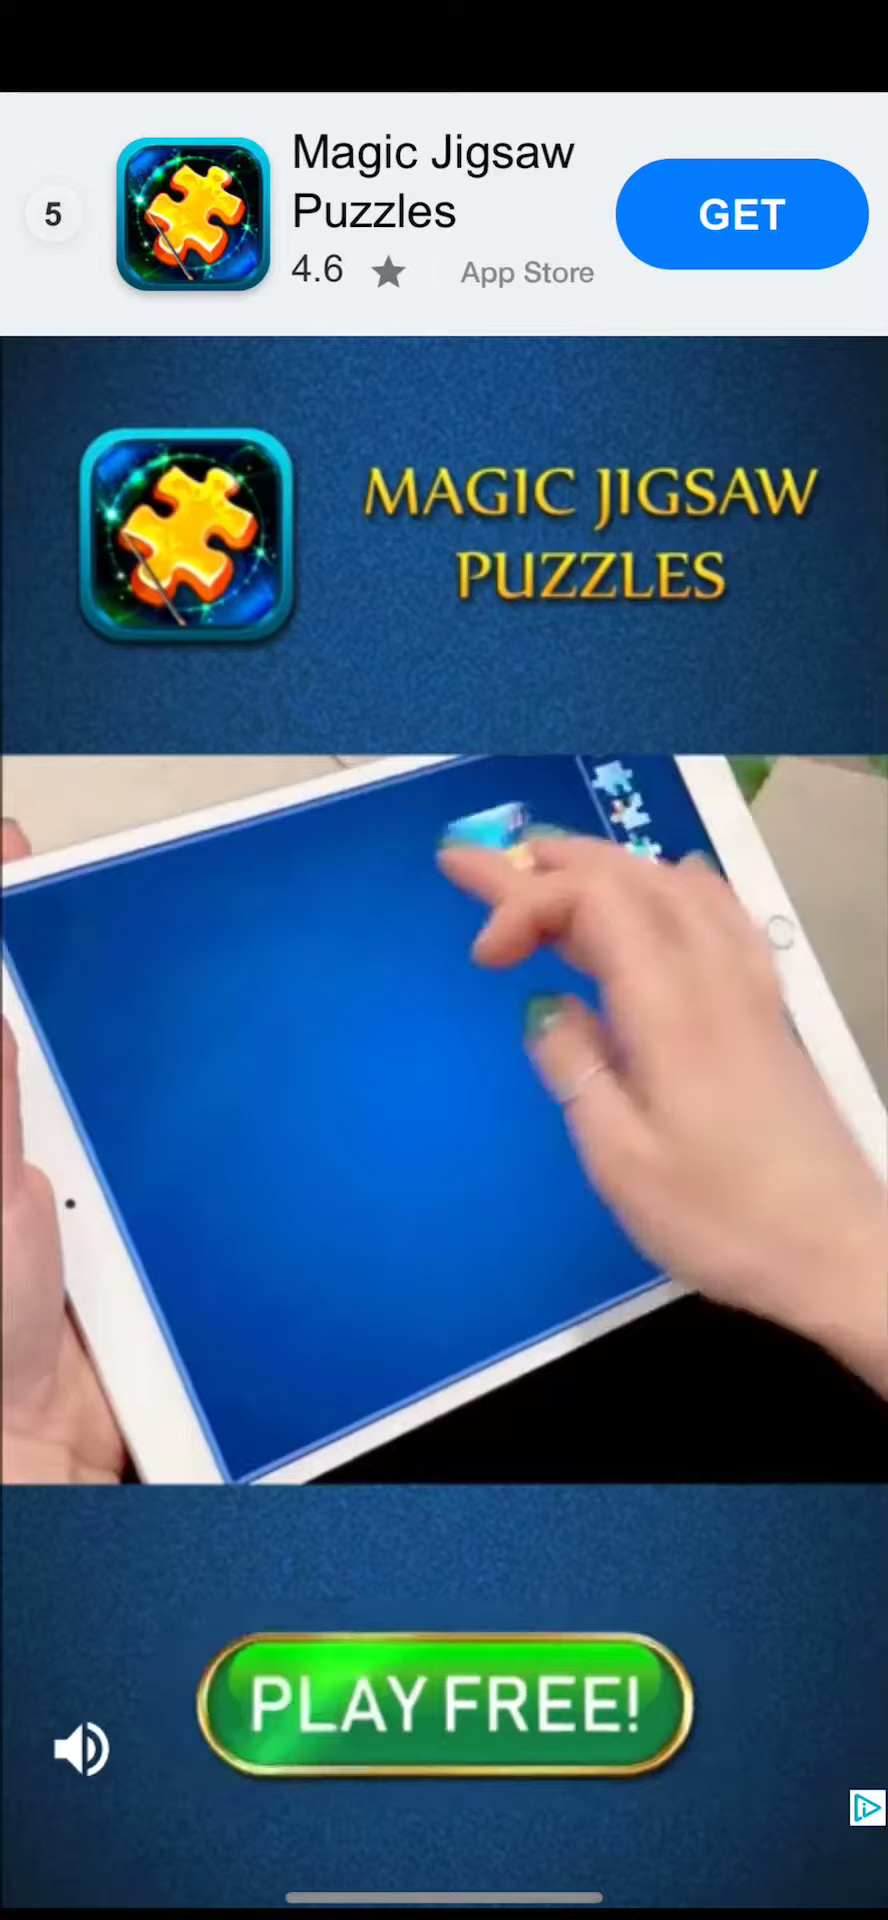 5
Magic Jigsaw
Puzzles
4.6 ★ App Store
GET
MAGIC JIGSAW
PUZZLES
PLAY FREE!